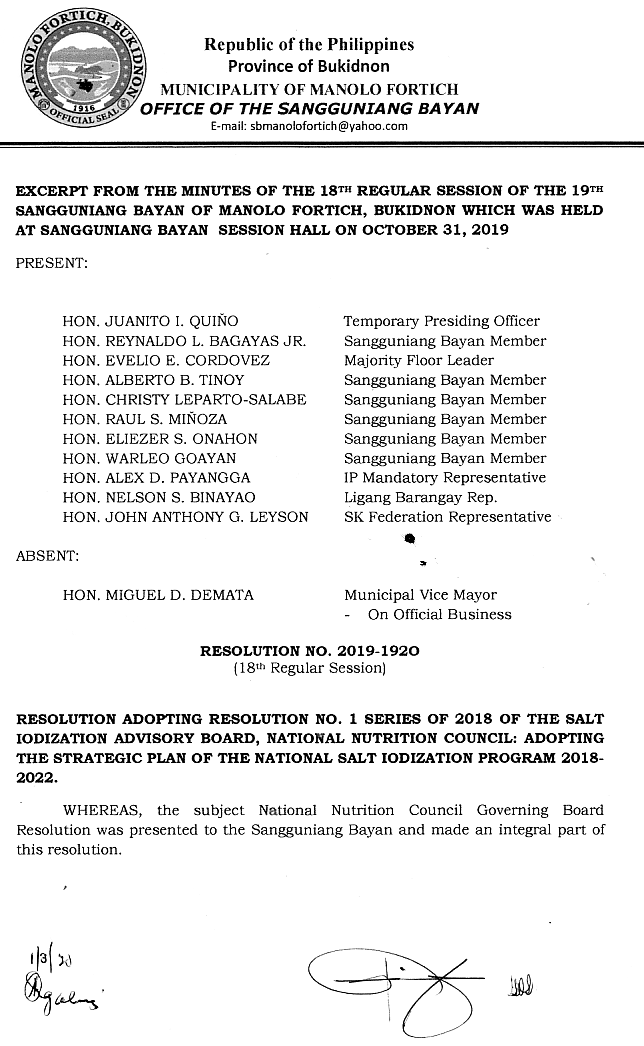 MANOLO FORTICH, BUKIDNON
1916
OFFICIAL SEAL
Republic of the Philippines
Province of Bukidnon
MUNICIPALITY OF MANOLO FORTICH
OFFICE OF THE SANGGUNIANG BAYAN
E-mail: sbmanolofortich@yahoo.com
EXCERPT FROM THE MINUTES OF THE 18TH REGULAR SESSION OF THE 19TH
SANGGUNIANG BAYAN OF MANOLO FORTICH, BUKIDNON WHICH WAS HELD
AT SANGGUNIANG BAYAN SESSION HALL ON OCTOBER 31, 2019
PRESENT:
HON. JUANITO I. QUIÑO Temporary Presiding Officer
HON. REYNALDO L. BAGAYAS JR. Sangguniang Bayan Member
HON. EVELIO E. CORDOVEZ Majority Floor Leader
HON. ALBERTO B. TINOY Sangguniang Bayan Member
HON. CHRISTY LEPARTO-SALABE Sangguniang Bayan Member
HON. RAUL S. MIÑOZA Sangguniang Bayan Member
HON. ELIEZER S. ONAHON Sangguniang Bayan Member
HON. WARLEO GOAYAN Sangguniang Bayan Member
HON. ALEX D. PAYANGGA IP Mandatory Representative
HON. NELSON S. BINAYAO Ligang Barangay Rep.
HON. JOHN ANTHONY G. LEYSON SK Federation Representative
ABSENT:
HON. MIGUEL D. DEMATA Municipal Vice Mayor
- On Official Business
RESOLUTION NO. 2019-192O
(18th Regular Session)
RESOLUTION ADOPTING RESOLUTION NO. 1 SERIES OF 2018 OF THE SALT
IODIZATION ADVISORY BOARD, NATIONAL NUTRITION COUNCIL: ADOPTING
THE STRATEGIC PLAN OF THE NATIONAL SALT IODIZATION PROGRAM 2018-
2022.
WHEREAS, the subject National Nutrition Council Governing Board
Resolution was presented to the Sangguniang Bayan and made an integral part of
this resolution.
1/3/20